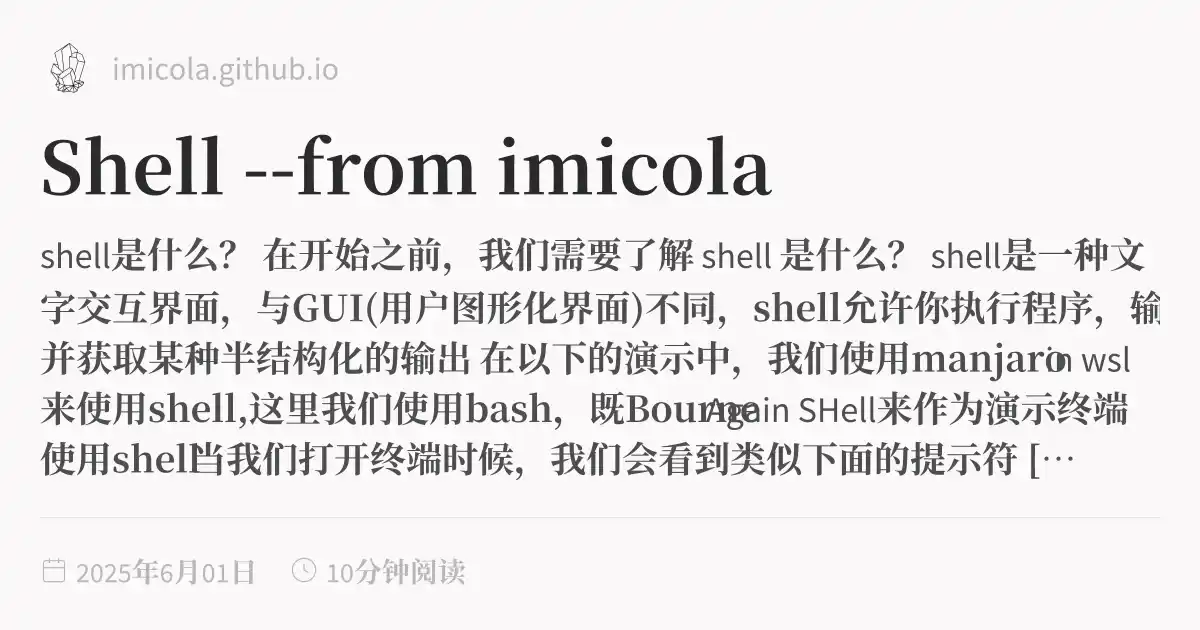 imicola.github.io
Shell --from imicola
shell是什么？ 在开始之前，我们需要了解 shell 是什么？ shell是一种文
字交互界面，与GUI(用户图形化界面)不同，shell允许你执行程序，输
并获取某种半结构化的输出 在以下的演示中，我们使用manjaro in wsl
来使用shell,这里我们使用bash，既Bourne Again SHell来作为演示终端
使用shell当我们打开终端时候，我们会看到类似下面的提示符 […
2025年6月01日
10分钟阅读